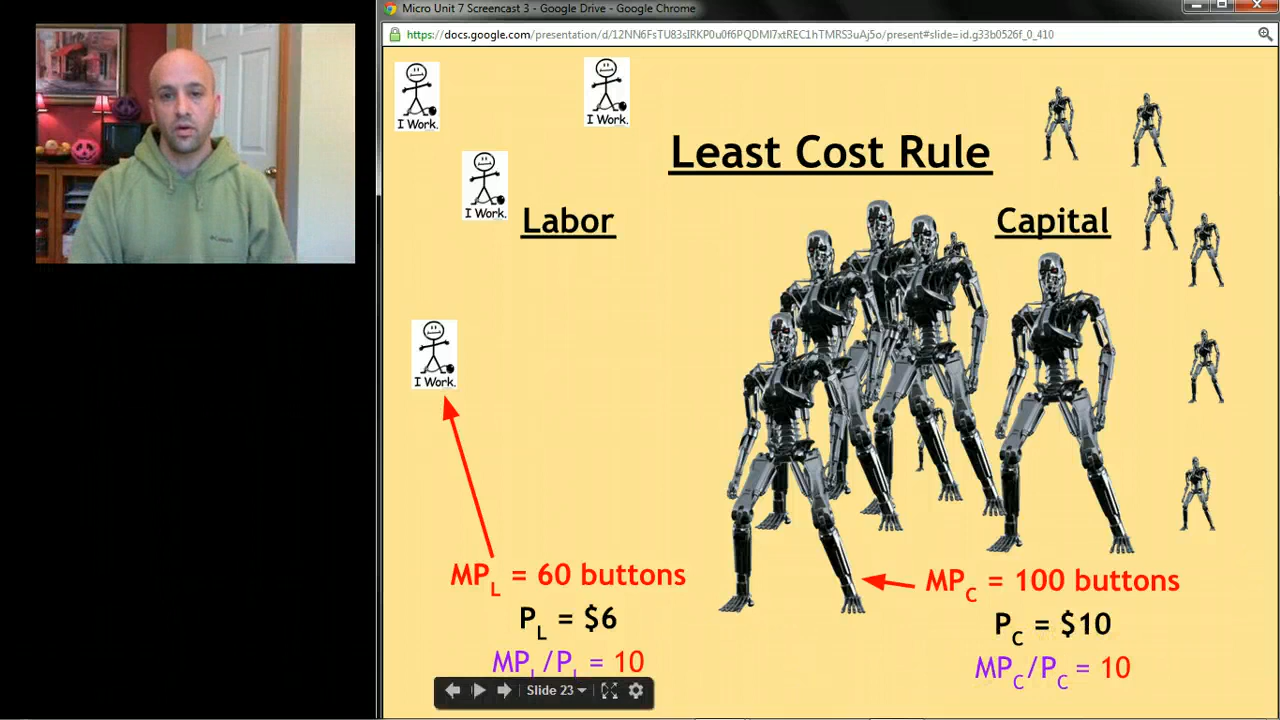 Micro Unit 7 Screencast 3 - Google Drive - Google Chrome
https://docs.google.com/presentation/d/12NN6FsTU83sIRKP0u0f6PQDMI7xtREC1hTMRS3uAj5o/present#slide=id.g33b0526f_0_410
I Work.
I Work.
I Work.
Least Cost Rule
Labor
Capital
I Work.
MPL = 60 buttons
PL = $6
MPL/PL = 10
MPC = 100 buttons
PC = $10
MPC/PC = 10
Slide 23